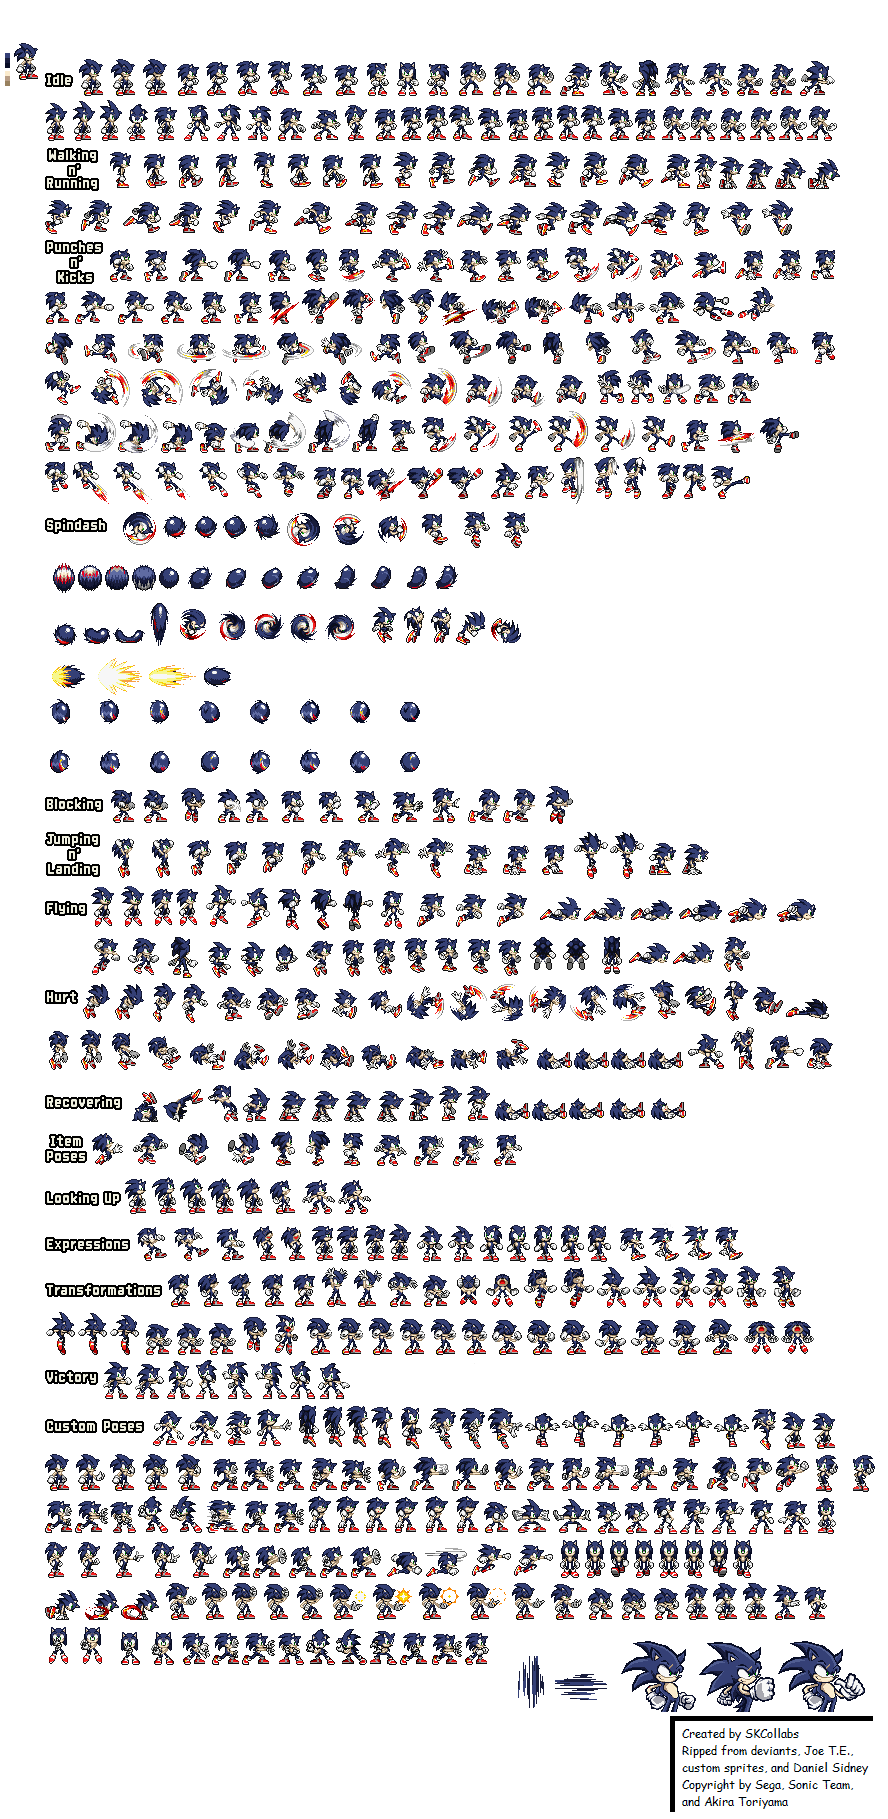 Idle
Walking
n'
Running
Punches
n'
Kicks
Spindash
Blocking
Jumping
n'
Landing
Flying
Hurt
Recovering
Item
Poses
Looking Up
Expressions
Transformations
Victory
Custom Poses
Created by SKCollabs
Ripped from deviants, Joe T.E.,
custom sprites, and Daniel Sidney
Copyright by Sega, Sonic Team,
and Akira Toriyama